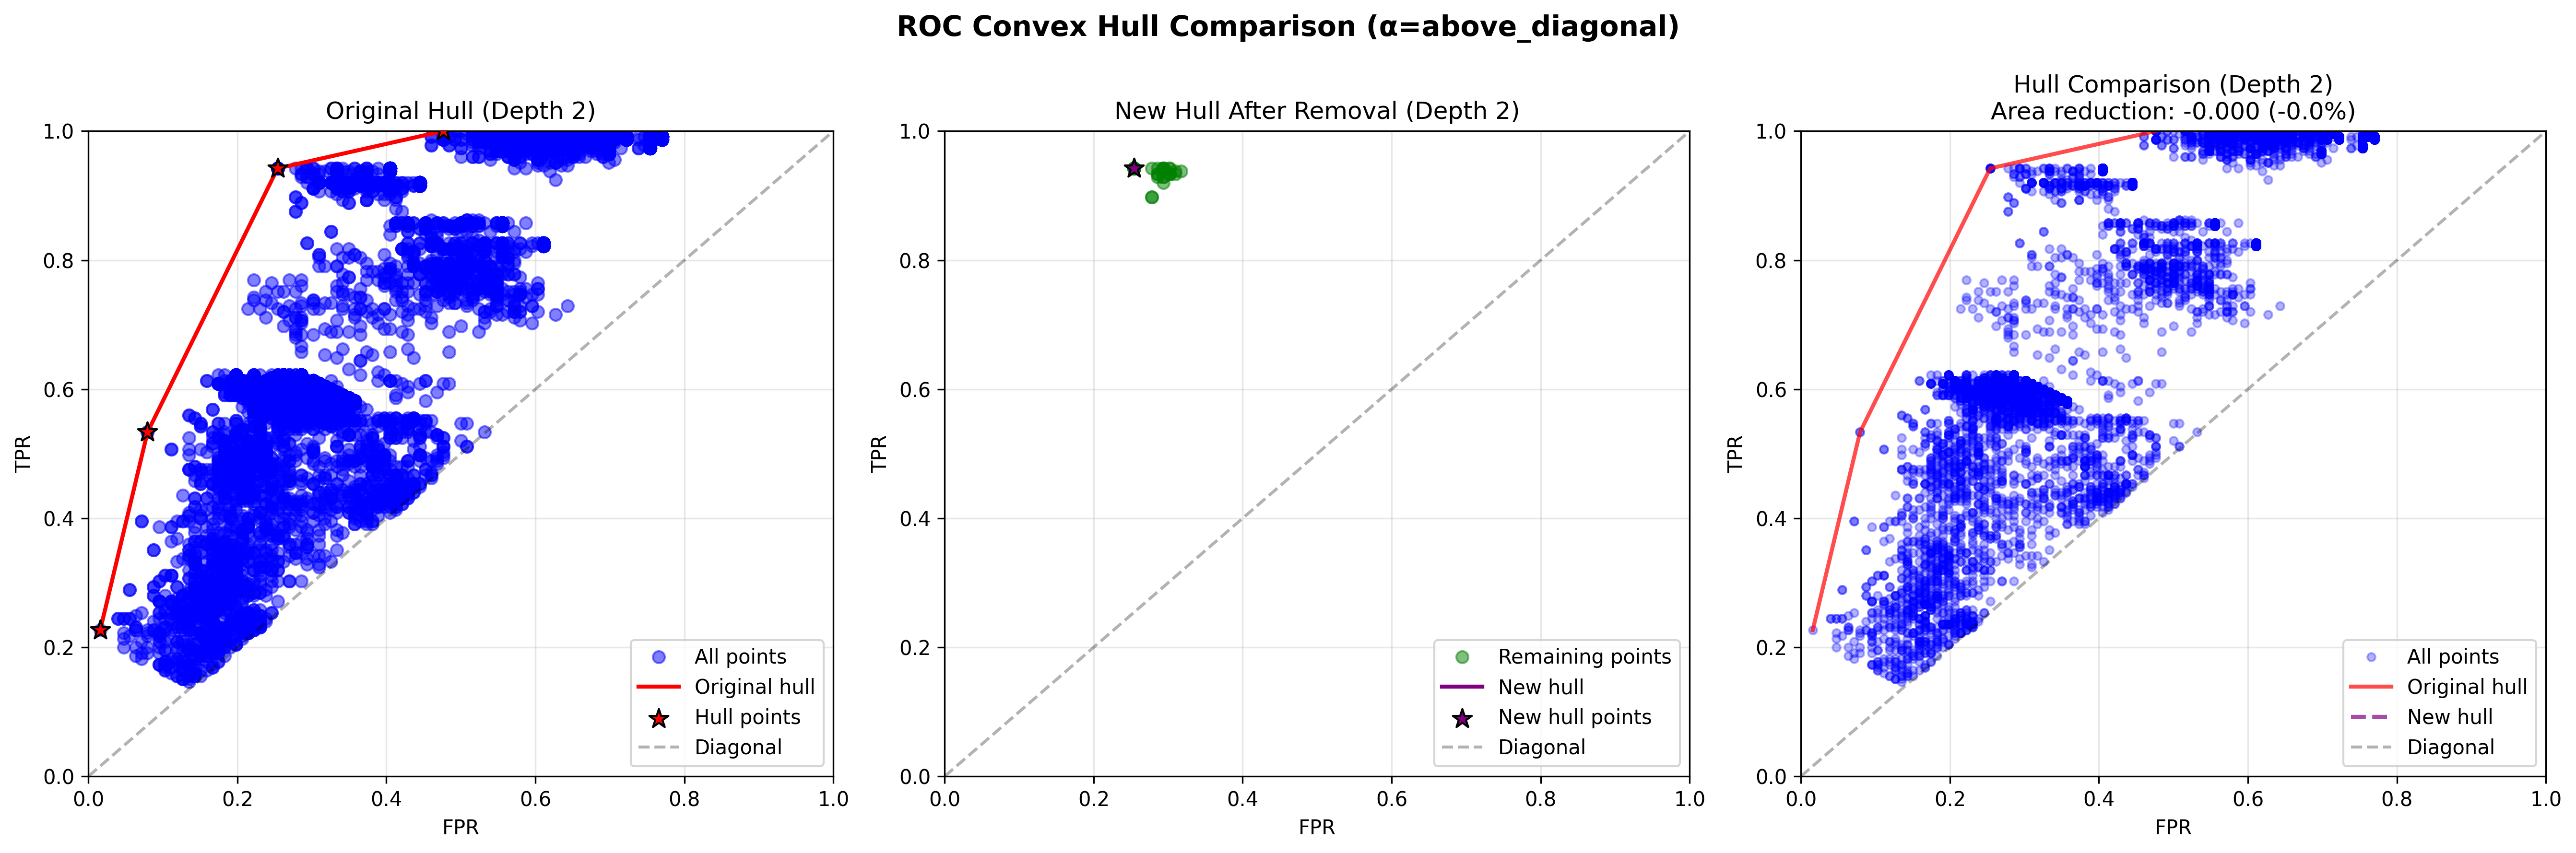 ROC Convex Hull Comparison (α=above_diagonal)
Original Hull (Depth 2)
1.0
0.8
0.6
0.4
0.2
0.0
TPR
0.0 0.2 0.4 0.6 0.8 1.0
FPR
All points
Original hull
Hull points
Diagonal
New Hull After Removal (Depth 2)
1.0
0.8
0.6
0.4
0.2
0.0
TPR
0.0 0.2 0.4 0.6 0.8 1.0
FPR
Remaining points
New hull
New hull points
Diagonal
Hull Comparison (Depth 2)
Area reduction: -0.000 (-0.0%)
1.0
0.8
0.6
0.4
0.2
0.0
TPR
0.0 0.2 0.4 0.6 0.8 1.0
FPR
All points
Original hull
New hull
Diagonal